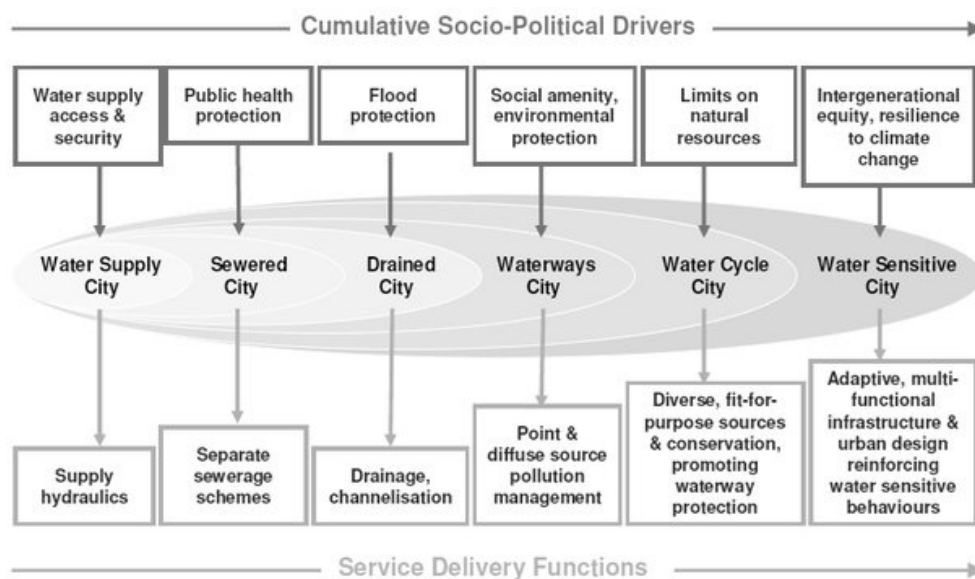 Cumulative Socio-Political Drivers
Water supply
access &
security
Public health
protection
Flood
protection
Social amenity,
environmental
protection
Limits on
natural
resources
Intergenerational
equity, resilience
to climate
change
Water Supply
City
Sewered
City
Drained
City
Waterways
City
Water Cycle
City
Water Sensitive
City
Supply
hydraulics
Separate
sewerage
schemes
Drainage,
channelisation
Point &
diffuse source
pollution
management
Diverse, fit-for-
purpose sources
& conservation,
promoting
waterway
protection
Adaptive, multi-
functional
infrastructure &
urban design
reinforcing
water sensitive
behaviours
Service Delivery Functions